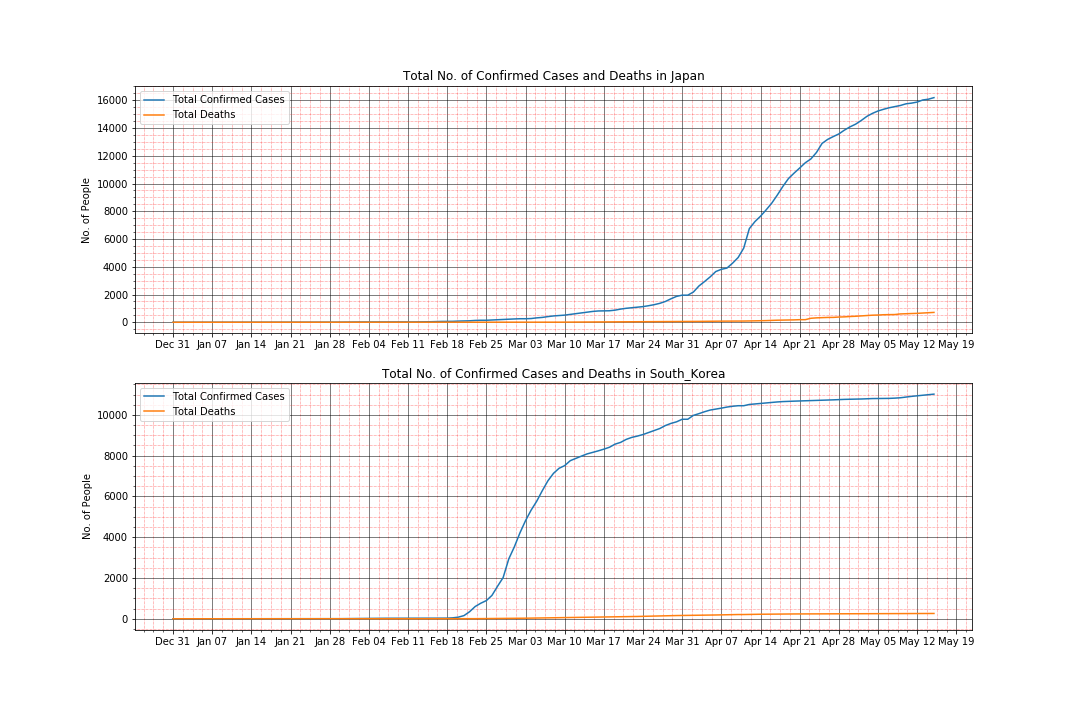 Total No. of Confirmed Cases and Deaths in Japan
Total Confirmed Cases
Total Deaths
No. of People
16000
14000
12000
10000
8000
6000
4000
2000
0
Dec 31 Jan 07 Jan 14 Jan 21 Jan 28 Feb 04 Feb 11 Feb 18 Feb 25 Mar 03 Mar 10 Mar 17 Mar 24 Mar 31 Apr 07 Apr 14 Apr 21 Apr 28 May 05 May 12 May 19
Total No. of Confirmed Cases and Deaths in South_Korea
Total Confirmed Cases
Total Deaths
No. of People
10000
8000
6000
4000
2000
0
Dec 31 Jan 07 Jan 14 Jan 21 Jan 28 Feb 04 Feb 11 Feb 18 Feb 25 Mar 03 Mar 10 Mar 17 Mar 24 Mar 31 Apr 07 Apr 14 Apr 21 Apr 28 May 05 May 12 May 19